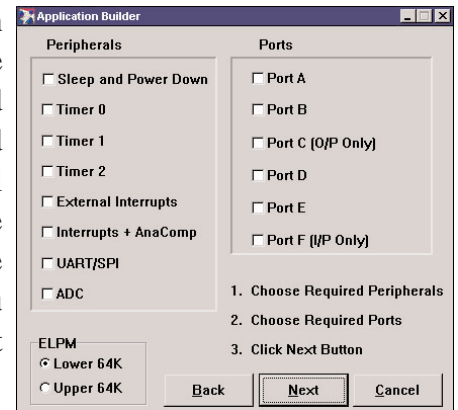 Application Builder
Peripherals
Sleep and Power Down
Timer 0
Timer 1
Timer 2
External Interrupts
Interrupts + AnaComp
UART/SPI
ADC
Ports
Port A
Port B
Port C (O/P Only)
Port D
Port E
Port F (I/P Only)
1. Choose Required Peripherals
2. Choose Required Ports
3. Click Next Button
ELPM
Lower 64K
Upper 64K
Back
Next
Cancel